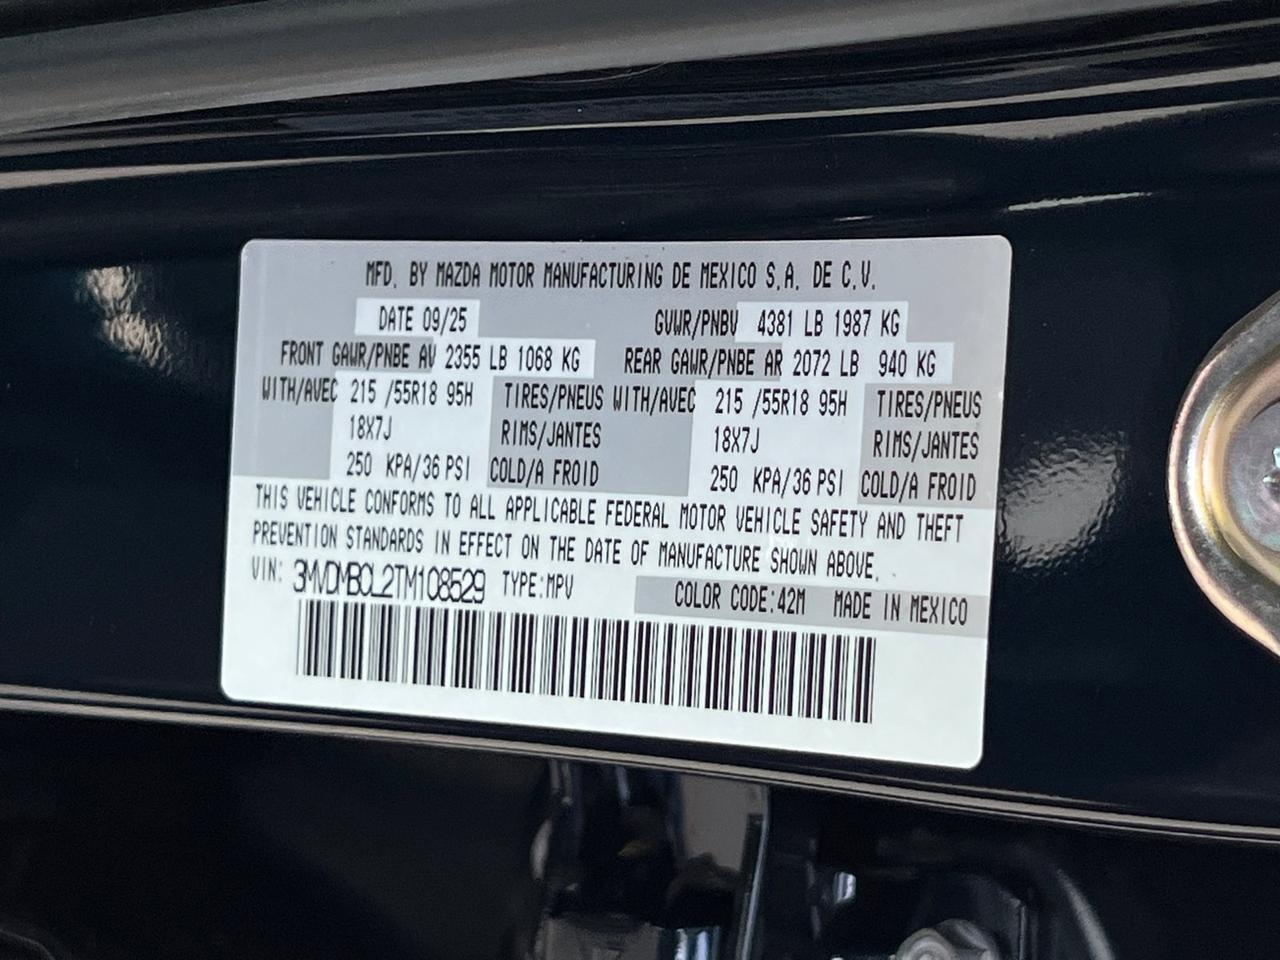 MFD. BY MAZDA MOTOR MANUFACTURING DE MEXICO S.A. DE C.V.
DATE 09/25 GVWR/PNBV 4381 LB 1987 KG
FRONT GAWR/PNBE AV 2355 LB 1068 KG REAR GAWR/PNBE AR 2072 LB 940 KG
WITH/AVEC 215 /55R18 95H TIRES/PNEUS WITH/AVEC 215 /55R18 95H TIRES/PNEUS
18X7J RIMS/JANTES 18X7J RIMS/JANTES
250 KPA/36 PSI COLD/A FROID 250 KPA/36 PSI COLD/A FROID
THIS VEHICLE CONFORMS TO ALL APPLICABLE FEDERAL MOTOR VEHICLE SAFETY AND THEFT
PREVENTION STANDARDS IN EFFECT ON THE DATE OF MANUFACTURE SHOWN ABOVE.
VIN: 3MVDMBCL2TM108529 TYPE:MPV COLOR CODE:42M MADE IN MEXICO